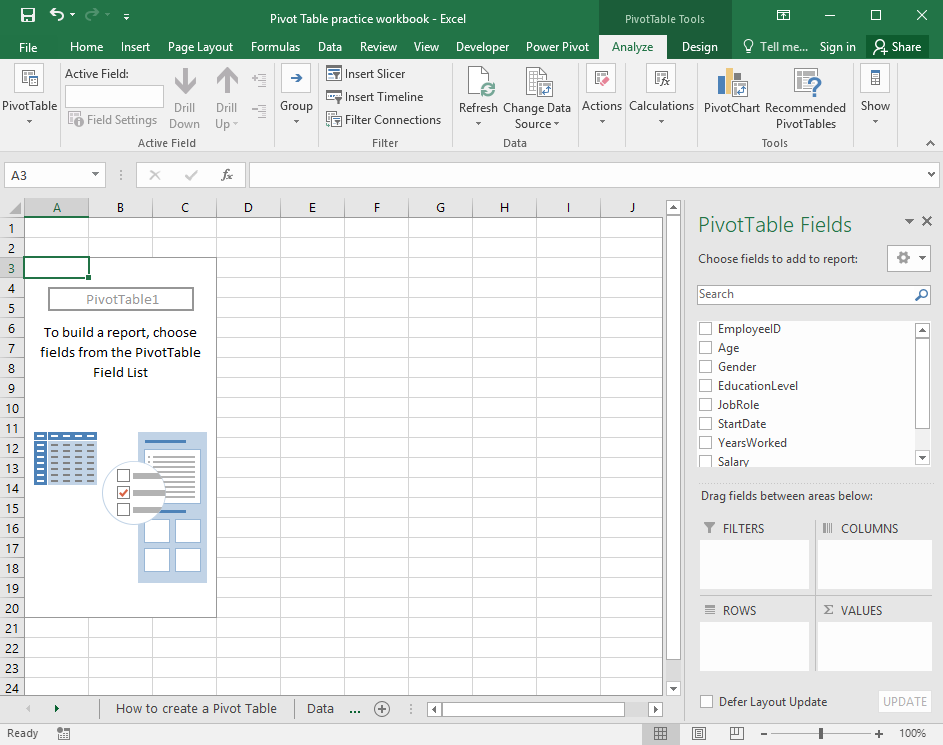 Pivot Table practice workbook - Excel
PivotTable Tools
File Home Insert Page Layout Formulas Data Review View Developer Power Pivot Analyze Design Tell me... Sign in Share
PivotTable
Active Field:
Field Settings
Drill Down
Drill Up
Active Field
Group
Insert Slicer
Insert Timeline
Filter Connections
Filter
Refresh
Change Data Source
Data
Actions
Calculations
PivotChart
Recommended PivotTables
Tools
Show
A3
fx
A B C D E F G H I J
1
2
3
4
5
6
7
8
9
10
11
12
13
14
15
16
17
18
19
20
21
22
23
24
PivotTable1
To build a report, choose
fields from the PivotTable
Field List
PivotTable Fields
Choose fields to add to report:
Search
EmployeeID
Age
Gender
EducationLevel
JobRole
StartDate
YearsWorked
Salary
Drag fields between areas below:
FILTERS
COLUMNS
ROWS
Σ VALUES
Defer Layout Update
UPDATE
How to create a Pivot Table
Data
...
Ready
100%